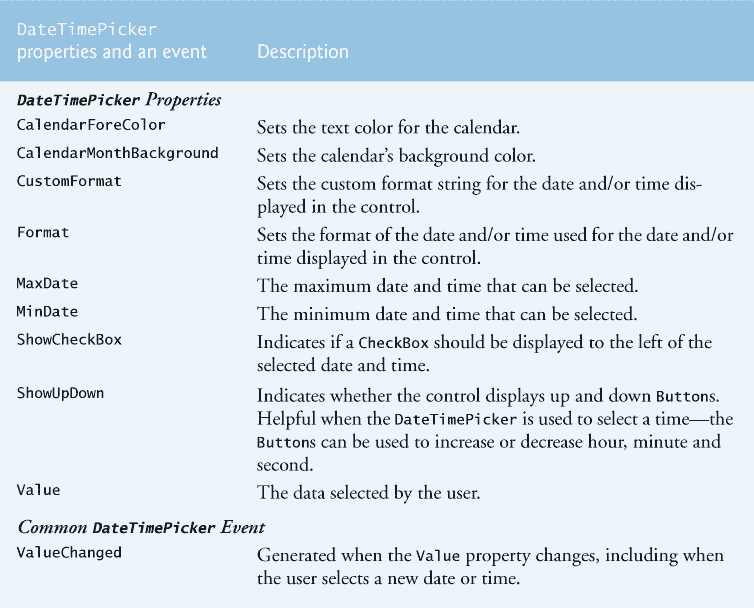 DateTimePicker
properties and an event
Description
DateTimePicker Properties
CalendarForeColor
Sets the text color for the calendar.
CalendarMonthBackground
Sets the calendar's background color.
CustomFormat
Sets the custom format string for the date and/or time dis-
played in the control.
Format
Sets the format of the date and/or time used for the date and/or
time displayed in the control.
MaxDate
The maximum date and time that can be selected.
MinDate
The minimum date and time that can be selected.
ShowCheckBox
Indicates if a CheckBox should be displayed to the left of the
selected date and time.
ShowUpDown
Indicates whether the control displays up and down Buttons.
Helpful when the DateTimePicker is used to select a time—the
Buttons can be used to increase or decrease hour, minute and
second.
Value
The data selected by the user.
Common DateTimePicker Event
ValueChanged
Generated when the Value property changes, including when
the user selects a new date or time.